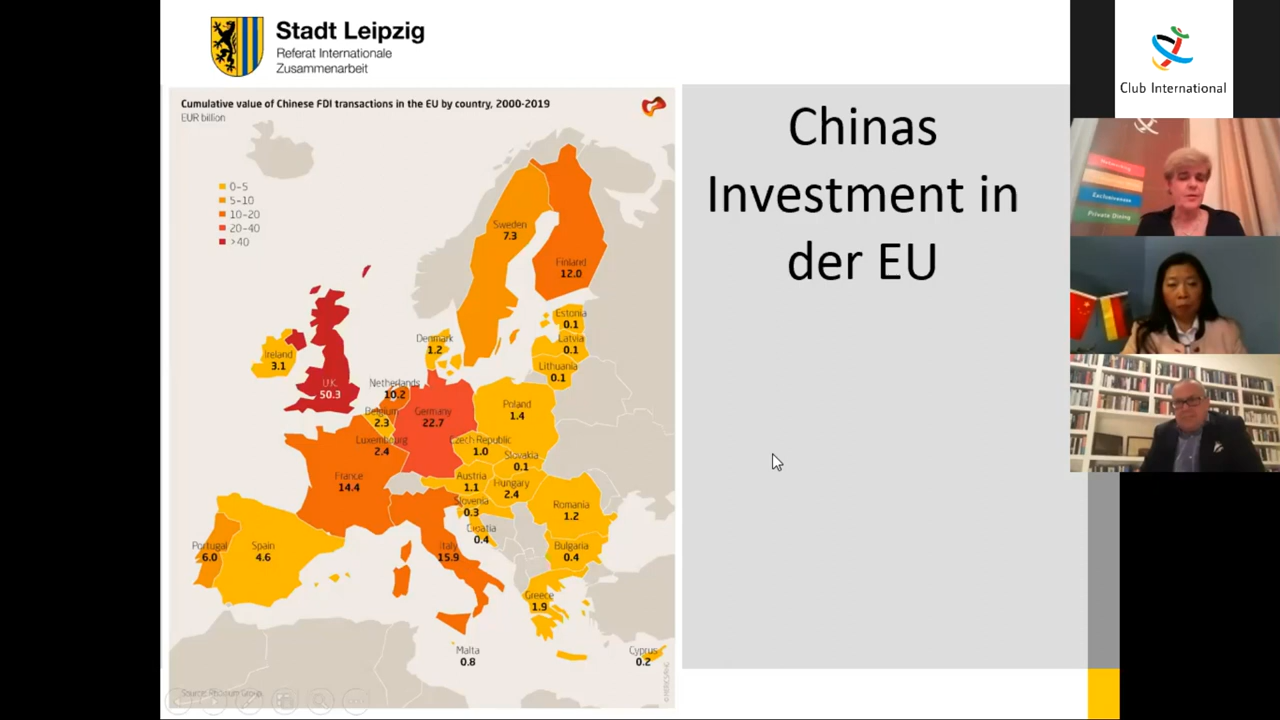 Stadt Leipzig
Referat Internationale
Zusammenarbeit
Cumulative value of Chinese FDI transactions in the EU by country, 2000-2019
EUR billion
0-5
5-10
10-20
20-40
>40
Sweden
7.3
Finland
12.0
Estonia
0.1
Latvia
0.1
Lithuania
0.1
Denmark
1.2
Ireland
3.1
U.K.
50.3
Netherlands
10.2
Belgium
2.3
Germany
22.7
Poland
1.4
Luxembourg
2.4
Czech Republic
1.0
Slovakia
0.1
France
14.4
Austria
1.1
Hungary
2.4
Slovenia
0.3
Romania
1.2
Croatia
0.4
Portugal
6.0
Spain
4.6
Italy
15.9
Bulgaria
0.4
Greece
1.9
Malta
0.8
Cyprus
0.2
Source: Rhodium Group
© MERICS/RHG
Chinas
Investment in
der EU
Club International
Networking
Exclusiveness
Private Dining